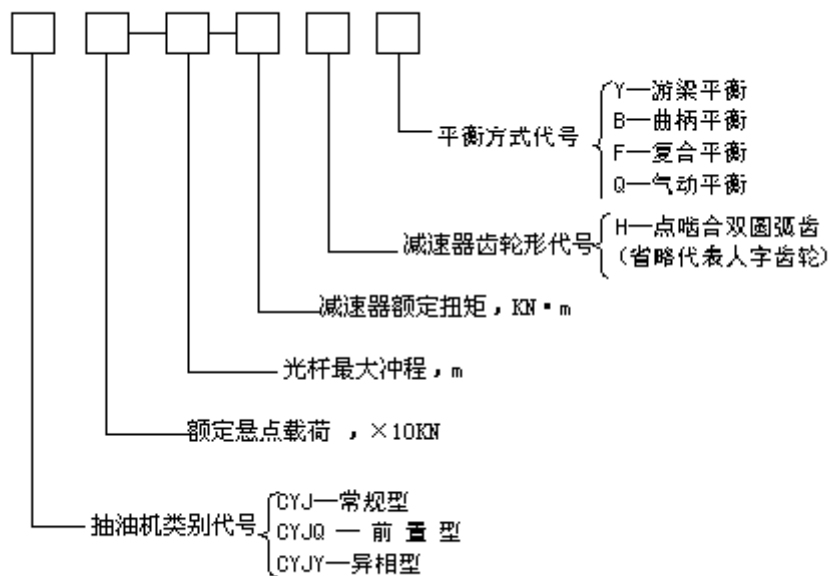 Y—游梁平衡
B—曲柄平衡
平衡方式代号
F—复合平衡
Q—气动平衡
H—点啮合双圆弧齿
减速器齿轮形代号
(省略代表人字齿轮)
减速器额定扭矩，KN·m
光杆最大冲程，m
额定悬点载荷 ，×10KN
CYJ—常规型
抽油机类别代号
CYJQ — 前 置 型
CYJY—异相型